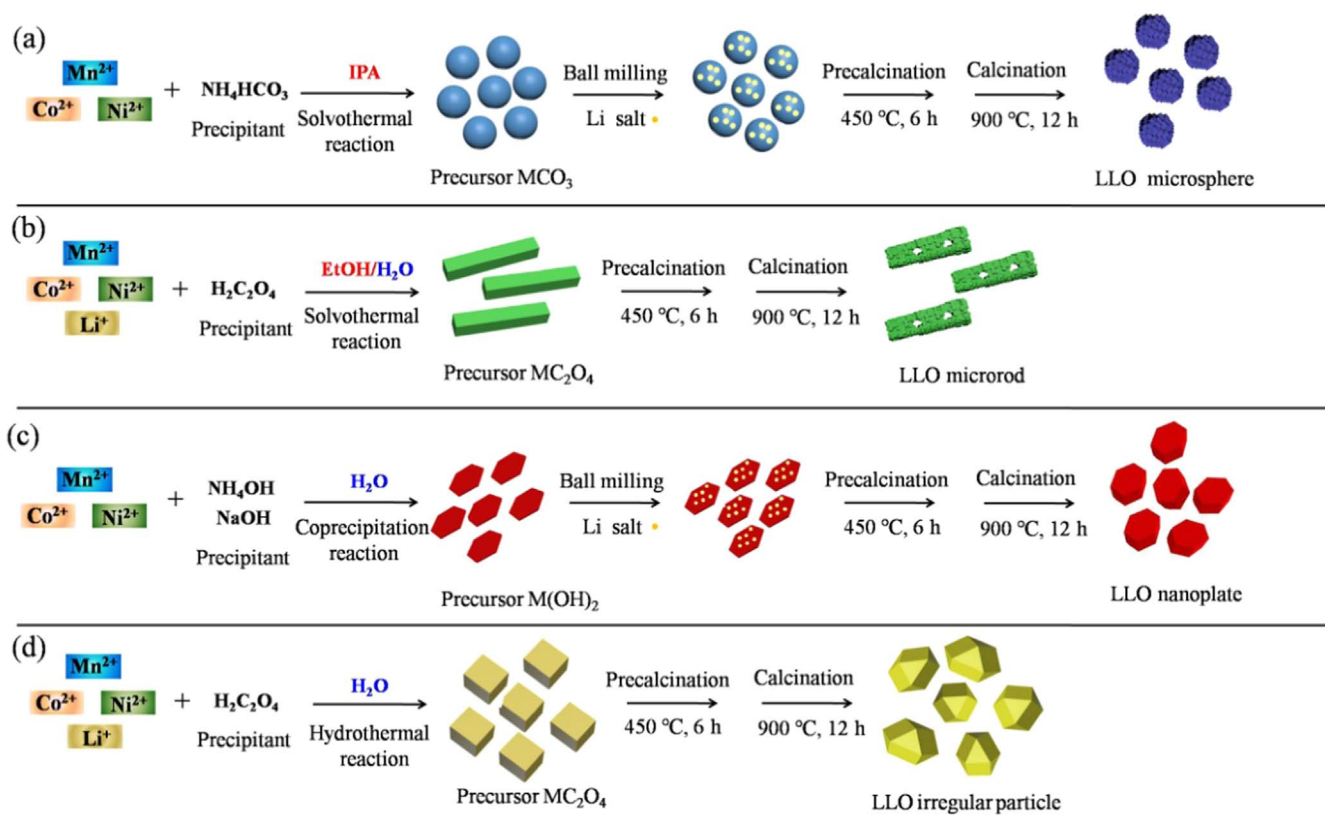 (a)
Mn²⁺
Co²⁺ Ni²⁺
+
NH₄HCO₃
Precipitant
IPA
Solvothermal
reaction
Precursor MCO₃
Ball milling
Li salt
Precalcination
450 °C, 6 h
Calcination
900 °C, 12 h
LLO microsphere
(b)
Mn²⁺
Co²⁺ Ni²⁺
Li⁺
+
H₂C₂O₄
Precipitant
EtOH/H₂O
Solvothermal
reaction
Precursor MC₂O₄
Precalcination
450 °C, 6 h
Calcination
900 °C, 12 h
LLO microrod
(c)
Mn²⁺
Co²⁺ Ni²⁺
+
NH₄OH
NaOH
Precipitant
H₂O
Coprecipitation
reaction
Precursor M(OH)₂
Ball milling
Li salt
Precalcination
450 °C, 6 h
Calcination
900 °C, 12 h
LLO nanoplate
(d)
Mn²⁺
Co²⁺ Ni²⁺
Li⁺
+
H₂C₂O₄
Precipitant
H₂O
Hydrothermal
reaction
Precursor MC₂O₄
Precalcination
450 °C, 6 h
Calcination
900 °C, 12 h
LLO irregular particle